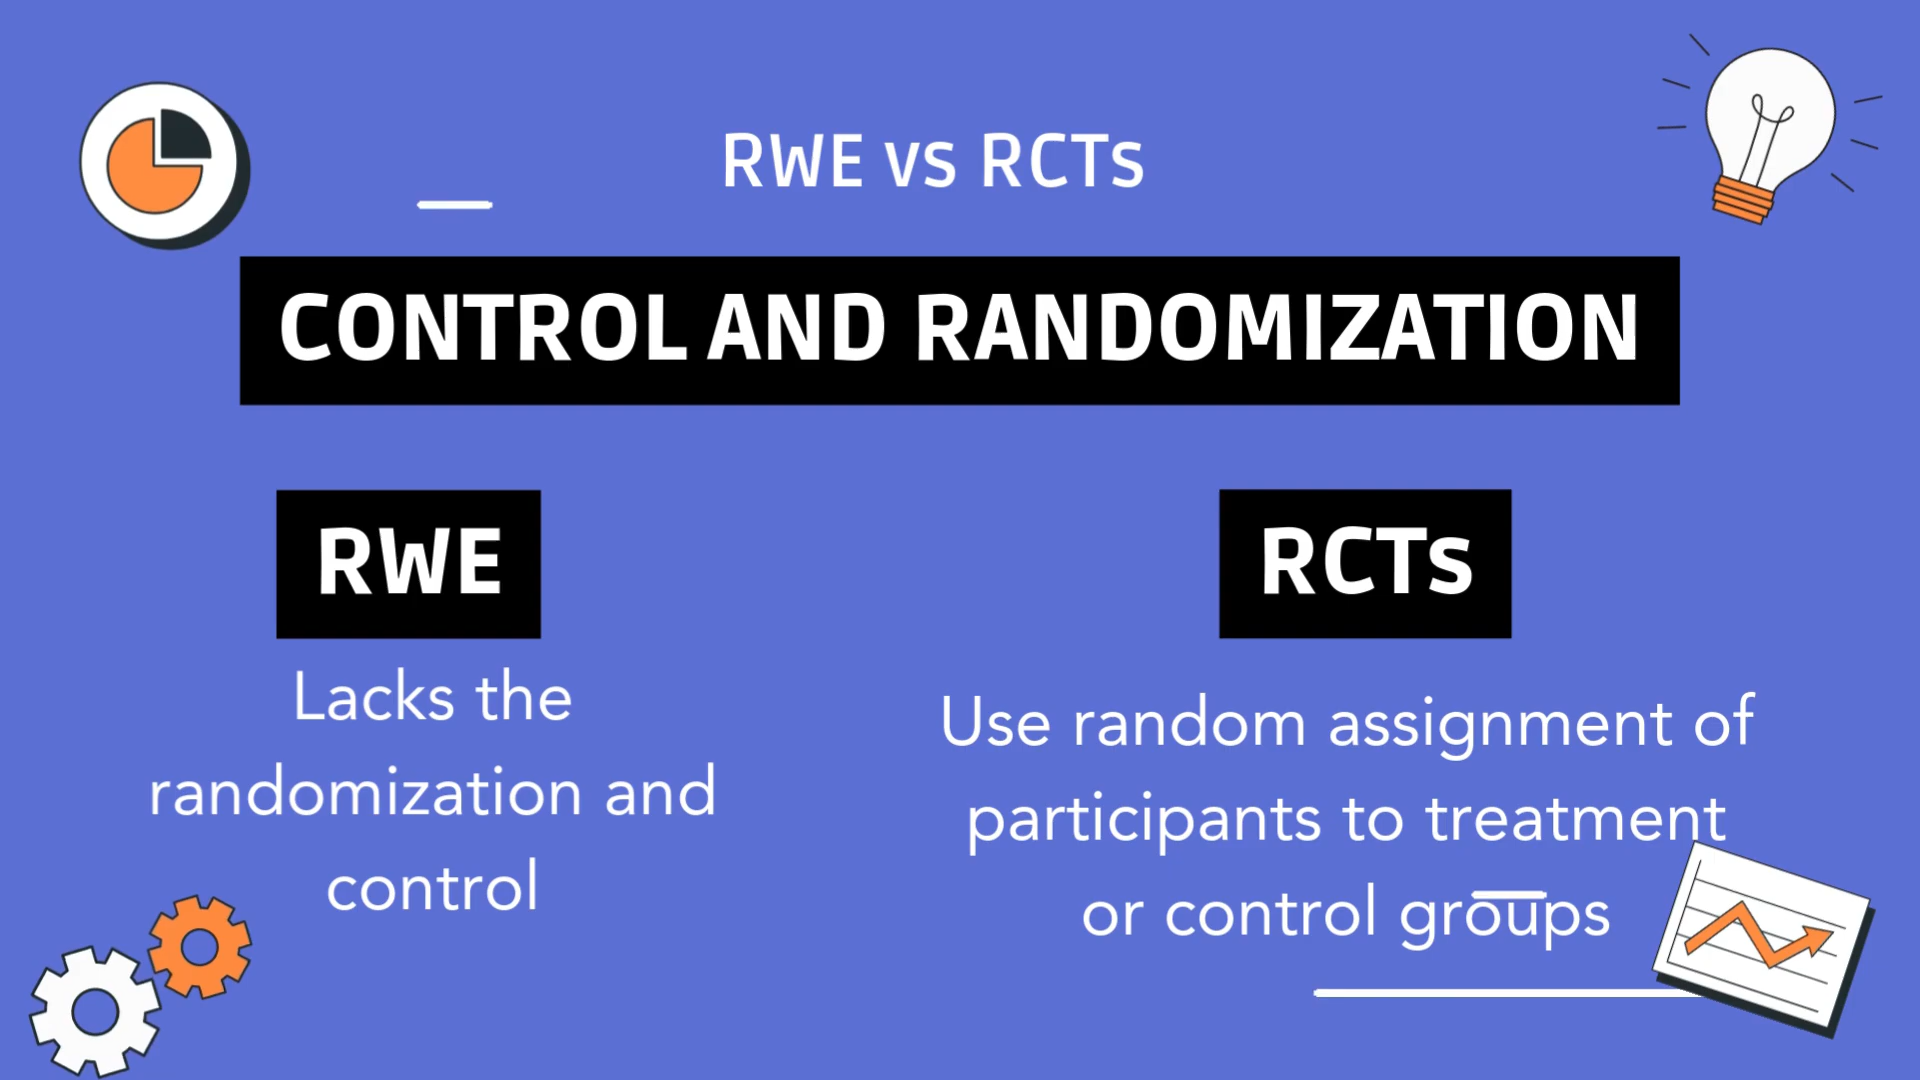 RWE vs RCTs
CONTROL AND RANDOMIZATION
RWE
Lacks the
randomization and
control
RCTs
Use random assignment of
participants to treatment
or control groups